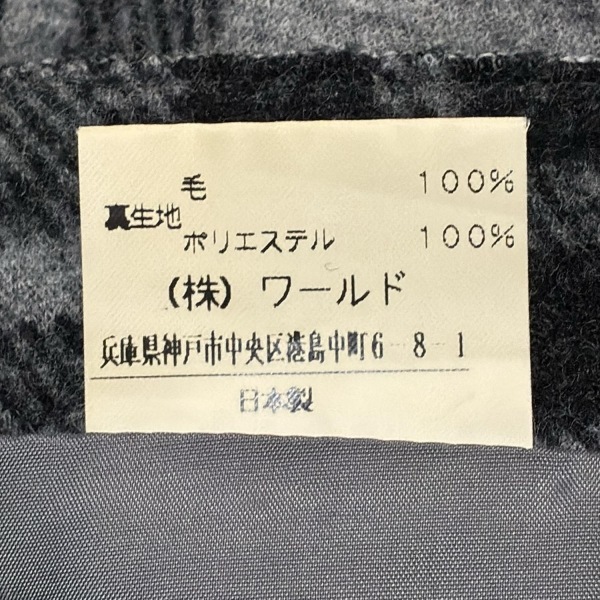 毛 100%
裏生地
ポリエステル 100%
(株) ワールド
兵庫県神戸市中央区港島中町6-8-1
日本製